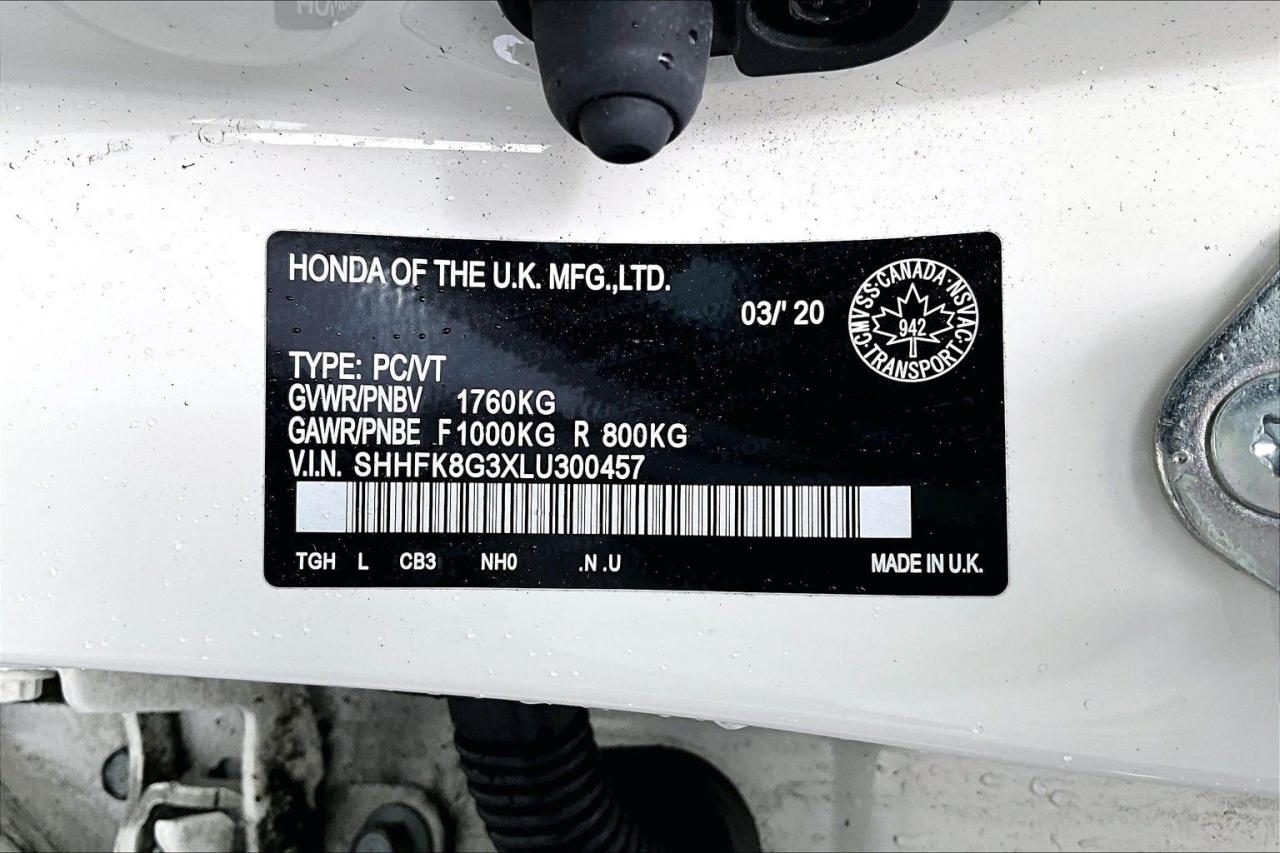 HONDA OF THE U.K. MFG.,LTD.
03/' 20
CMVSS·CANADA·NSVAC·TRANSPORT·
942
TYPE: PC/VT
GVWR/PNBV 1760KG
GAWR/PNBE F1000KG R 800KG
V.I.N. SHHFK8G3XLU300457
TGH L CB3 NH0 .N .U MADE IN U.K.